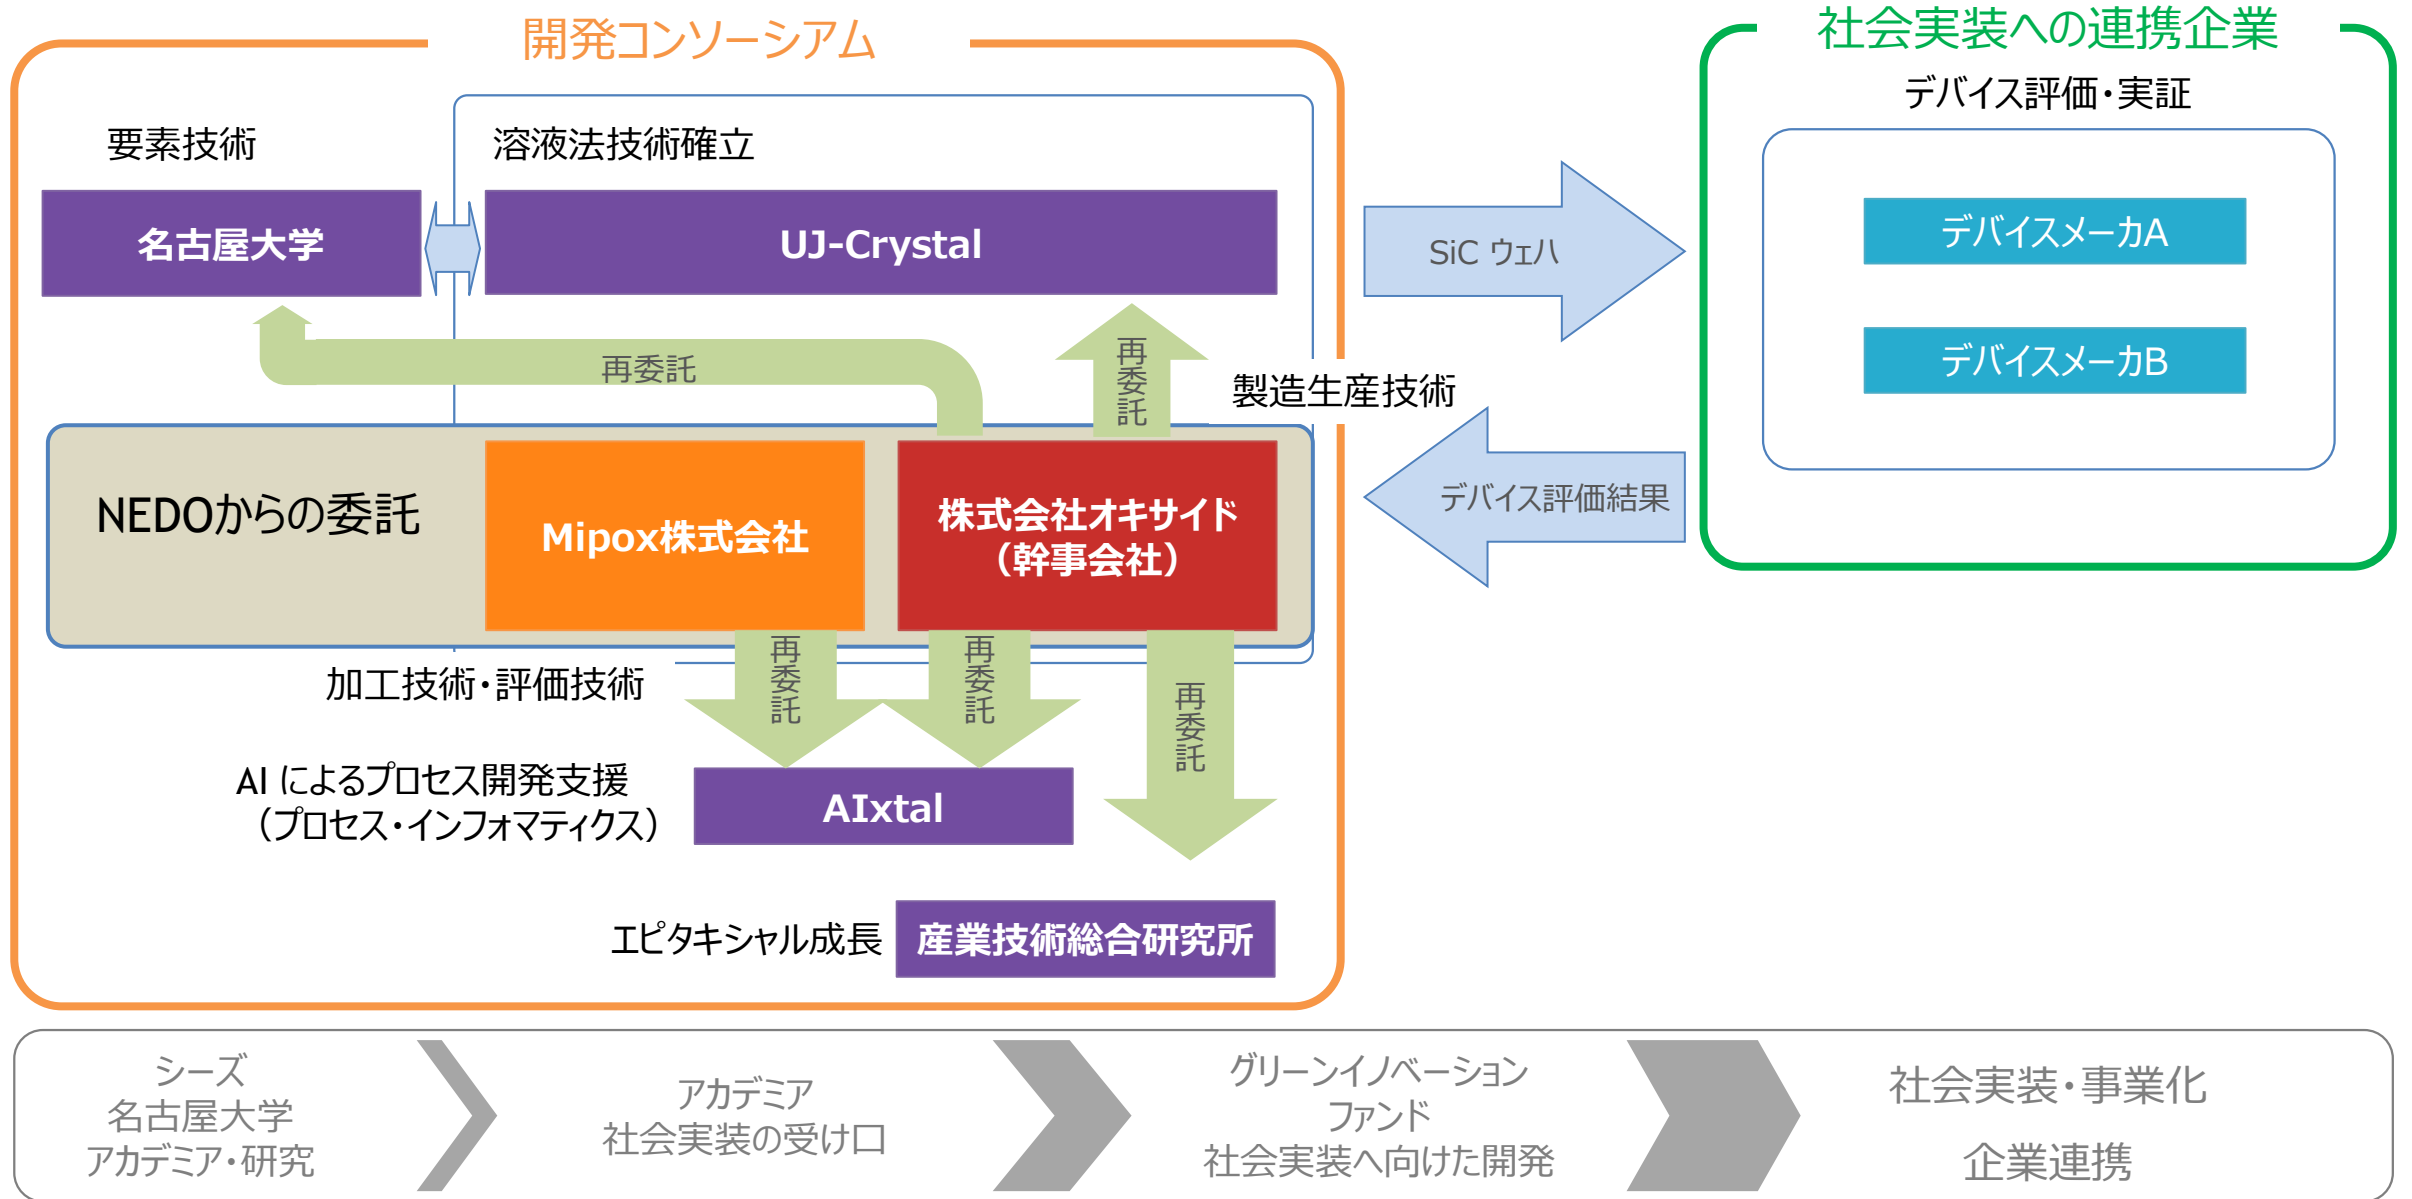 開発コンソーシアム
社会実装への連携企業
デバイス評価・実証
要素技術
溶液法技術確立
名古屋大学
UJ-Crystal
SiC ウェハ
デバイスメーカA
デバイスメーカB
再委託
再委託
製造生産技術
NEDOからの委託
Mipox株式会社
株式会社オキサイド
（幹事会社）
デバイス評価結果
再委託
再委託
再委託
加工技術・評価技術
AI によるプロセス開発支援
（プロセス・インフォマティクス）
AIxtal
エピタキシャル成長
産業技術総合研究所
シーズ
名古屋大学
アカデミア・研究
アカデミア
社会実装の受け口
グリーンイノベーション
ファンド
社会実装へ向けた開発
社会実装・事業化
企業連携